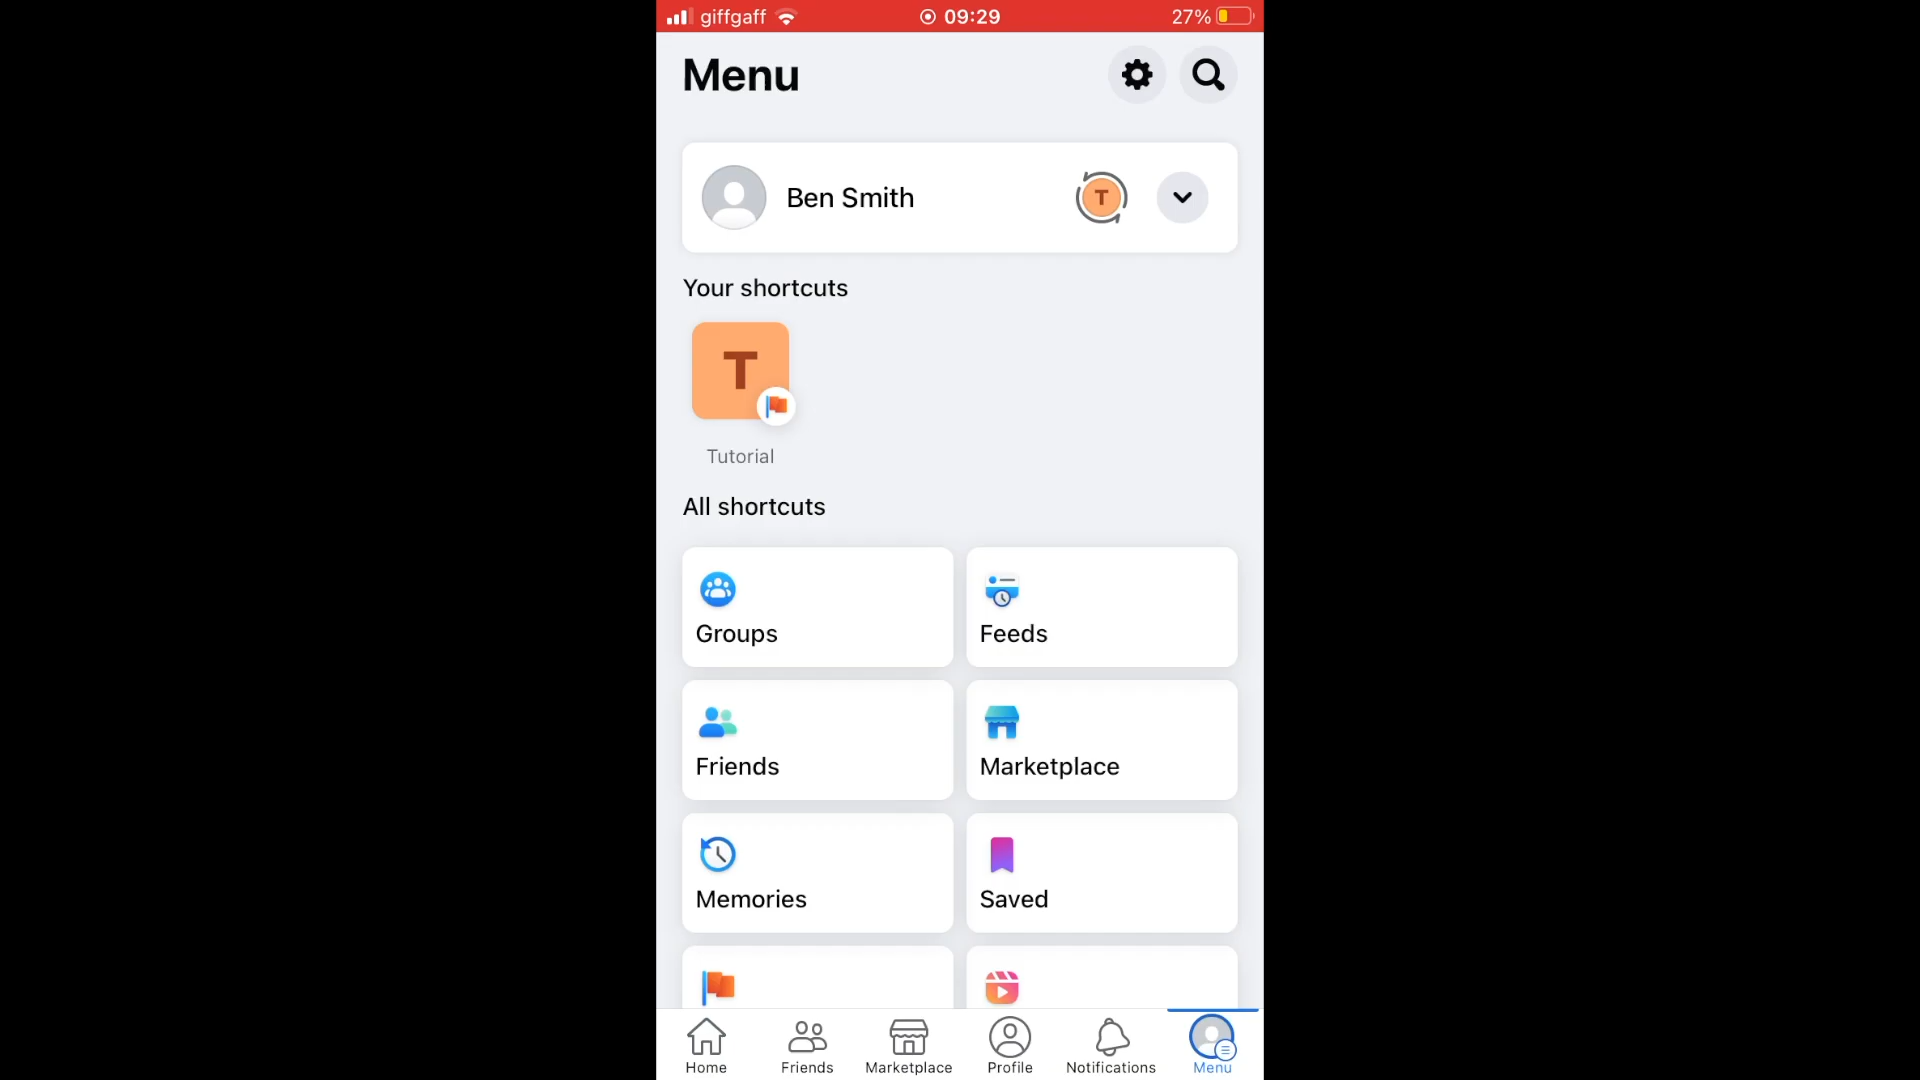 giffgaff 09:29 27%
Menu
Ben Smith T
Your shortcuts
T
Tutorial
All shortcuts
Groups Feeds
Friends Marketplace
Memories Saved
Home Friends Marketplace Profile Notifications Menu